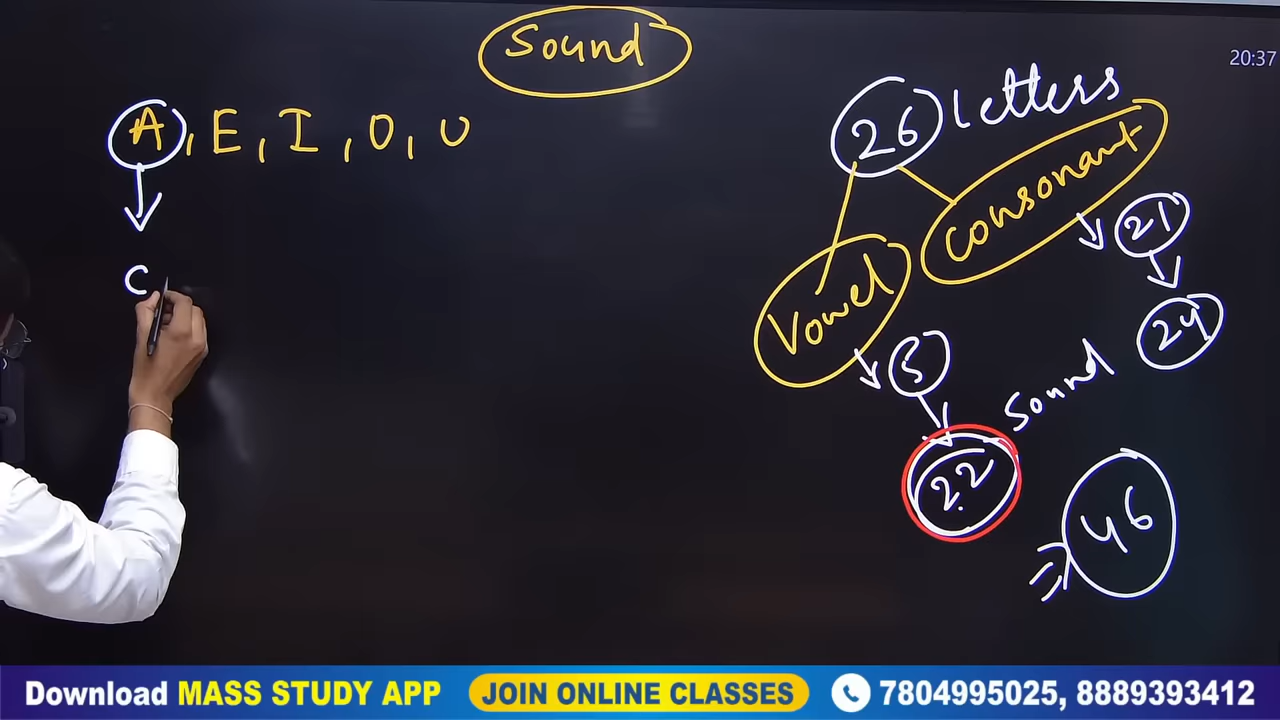 Sound
20:37
26 letters
A, E, I, O, U
consonant
21
Vowel
24
5
Sound
C
22
46
Download MASS STUDY APP JOIN ONLINE CLASSES 7804995025, 8889393412